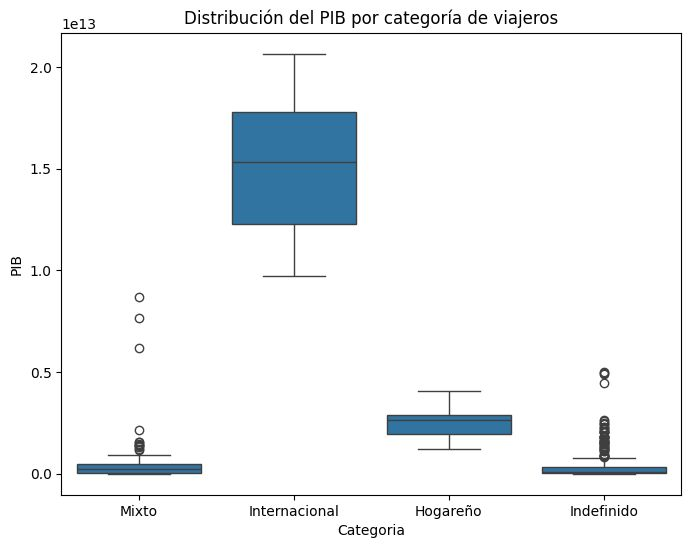 Distribución del PIB por categoría de viajeros
1e13
2.0
1.5
1.0
0.5
0.0
PIB
Mixto
Internacional
Hogareño
Indefinido
Categoria